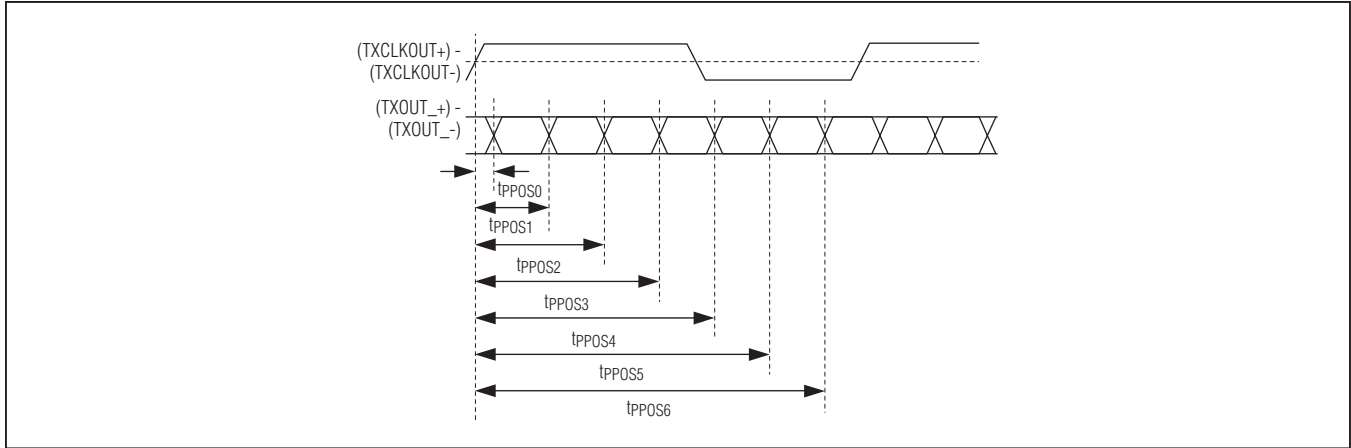 (TXCLKOUT+) -
(TXCLKOUT-)
(TXOUT_+) -
(TXOUT_-)
tPPOS0
tPPOS1
tPPOS2
tPPOS3
tPPOS4
tPPOS5
tPPOS6